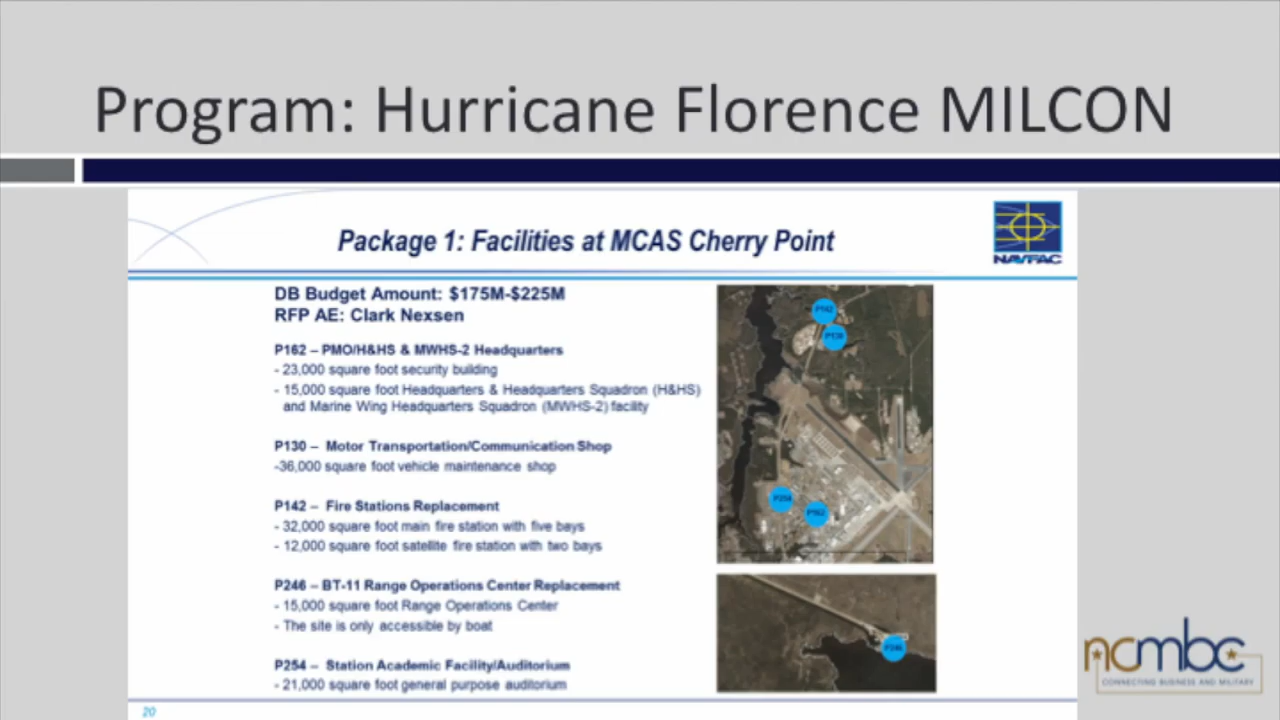 Program: Hurricane Florence MILCON
Package 1: Facilities at MCAS Cherry Point
NAVFAC
DB Budget Amount: $175M-$225M
RFP AE: Clark Nexsen
P162 – PMO/H&HS & MWHS-2 Headquarters
- 23,000 square foot security building
- 15,000 square foot Headquarters & Headquarters Squadron (H&HS)
and Marine Wing Headquarters Squadron (MWHS-2) facility
P130 – Motor Transportation/Communication Shop
-36,000 square foot vehicle maintenance shop
P142 – Fire Stations Replacement
- 32,000 square foot main fire station with five bays
- 12,000 square foot satellite fire station with two bays
P246 – BT-11 Range Operations Center Replacement
- 15,000 square foot Range Operations Center
- The site is only accessible by boat
P254 – Station Academic Facility/Auditorium
- 21,000 square foot general purpose auditorium
P142
P130
P254
P162
P246
20
ncmbc
CONNECTING BUSINESS AND MILITARY